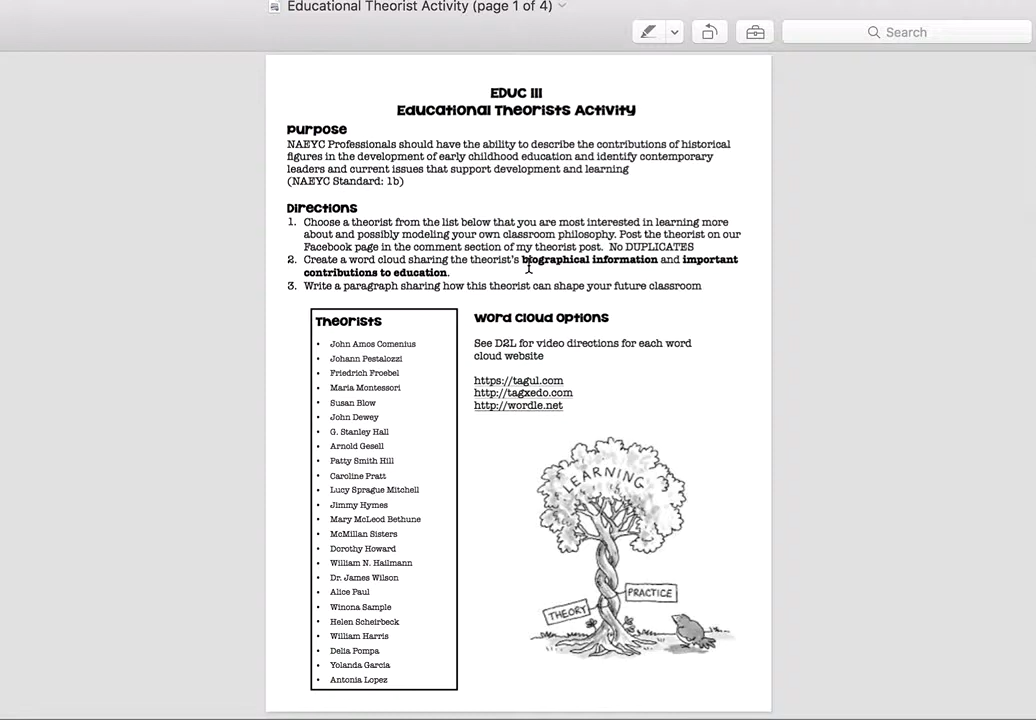 Educational Theorist Activity (page 1 of 4)
Search
EDUC III
Educational Theorists Activity
Purpose
NAEYC Professionals should have the ability to describe the contributions of historical
figures in the development of early childhood education and identify contemporary
leaders and current issues that support development and learning
(NAEYC Standard: 1b)
Directions
1. Choose a theorist from the list below that you are most interested in learning more
about and possibly modeling your own classroom philosophy. Post the theorist on our
Facebook page in the comment section of my theorist post. No DUPLICATES
2. Create a word cloud sharing the theorist's biographical information and important
contributions to education.
3. Write a paragraph sharing how this theorist can shape your future classroom
Theorists
• John Amos Comenius
• Johann Pestalozzi
• Friedrich Froebel
• Maria Montessori
• Susan Blow
• John Dewey
• G. Stanley Hall
• Arnold Gesell
• Patty Smith Hill
• Caroline Pratt
• Lucy Sprague Mitchell
• Jimmy Hymes
• Mary McLeod Bethune
• McMillan Sisters
• Dorothy Howard
• William N. Hailmann
• Dr. James Wilson
• Alice Paul
• Winona Sample
• Helen Scheirbeck
• William Harris
• Delia Pompa
• Yolanda Garcia
• Antonia Lopez
Word Cloud Options
See D2L for video directions for each word
cloud website
https://tagul.com
http://tagxedo.com
http://wordle.net
LEARNING
THEORY
PRACTICE